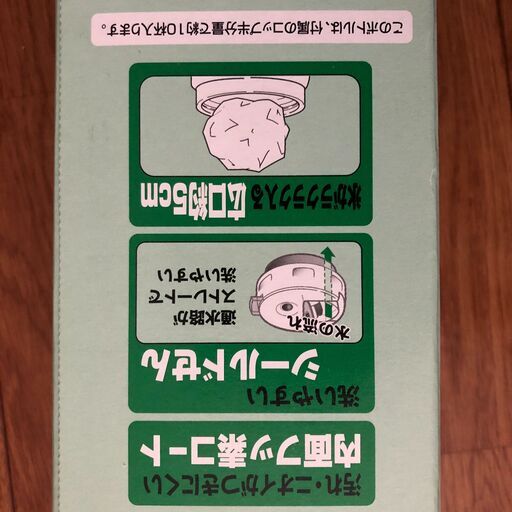 汚れ・ニオイがつきにくい
内面フッ素コート
洗いやすい
シールドせん
水の流れ
通水路が
ストレートで
洗いやすい
氷がラクラク入る広口約5cm
このボトルは、付属のコップ半分量で約10杯入ります。